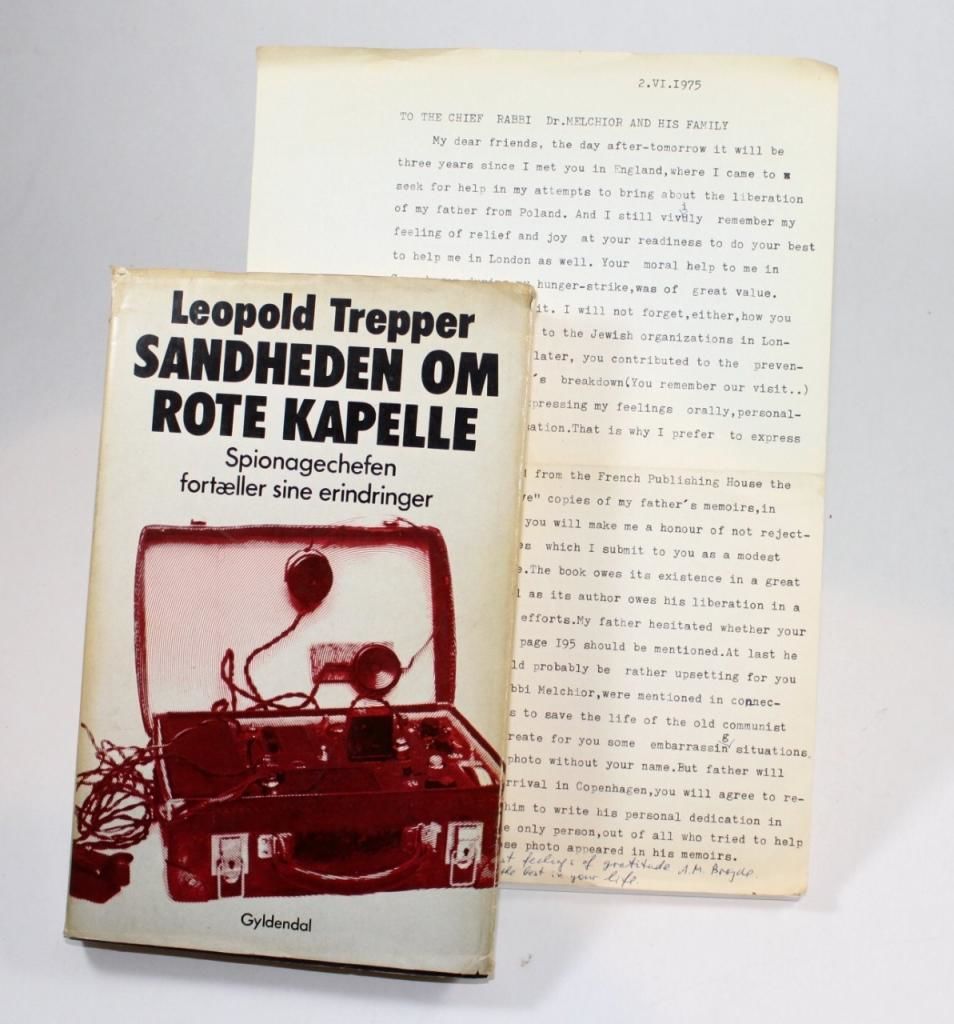 2.VI.I975
TO THE CHIEF RABBI Dr.MELCHIOR AND HIS FAMILY
My dear friends, the day after-tomorrow it will be
three years since I met you in England,where I came to
seek for help in my attempts to bring about the liberation
of my father from Poland. And I still vividly remember my
feeling of relief and joy at your readiness to do your best
to help me in London as well. Your moral help to me in
hunger-strike,was of great value.
it. I will not forget,either,how you
to the Jewish organizations in Lon-
later, you contributed to the preven-
's breakdown(You remember our visit..)
pressing my feelings orally,personal-
ation.That is why I prefer to express
from the French Publishing House the
ve" copies of my father's memoirs,in
you will make me a honour of not reject-
es which I submit to you as a modest
e.The book owes its existence in a great
l as its author owes his liberation in a
efforts.My father hesitated whether your
page I95 should be mentioned.At last he
ld probably be rather upsetting for you
bbi Melchior,were mentioned in connec-
s to save the life of the old communist
reate for you some embarrassing situations.
photo without your name.But father will
rrival in Copenhagen,you will agree to re-
him to write his personal dedication in
e only person,out of all who tried to help
se photo appeared in his memoirs.
feelings of gratitude A.M. Broyde.
the best in your life.
Leopold Trepper
SANDHEDEN OM
ROTE KAPELLE
Spionagechefen
fortæller sine erindringer
Gyldendal